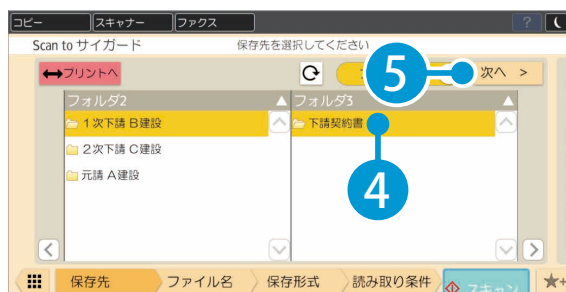 コピー スキャナー ファクス ?
Scan to サイガード 保存先を選択してください
プリントへ 5 次へ >
フォルダ2 フォルダ3
1次下請 B建設 下請契約書
2次下請 C建設 4
元請 A建設
保存先 ファイル名 保存形式 読み取り条件 スキャン